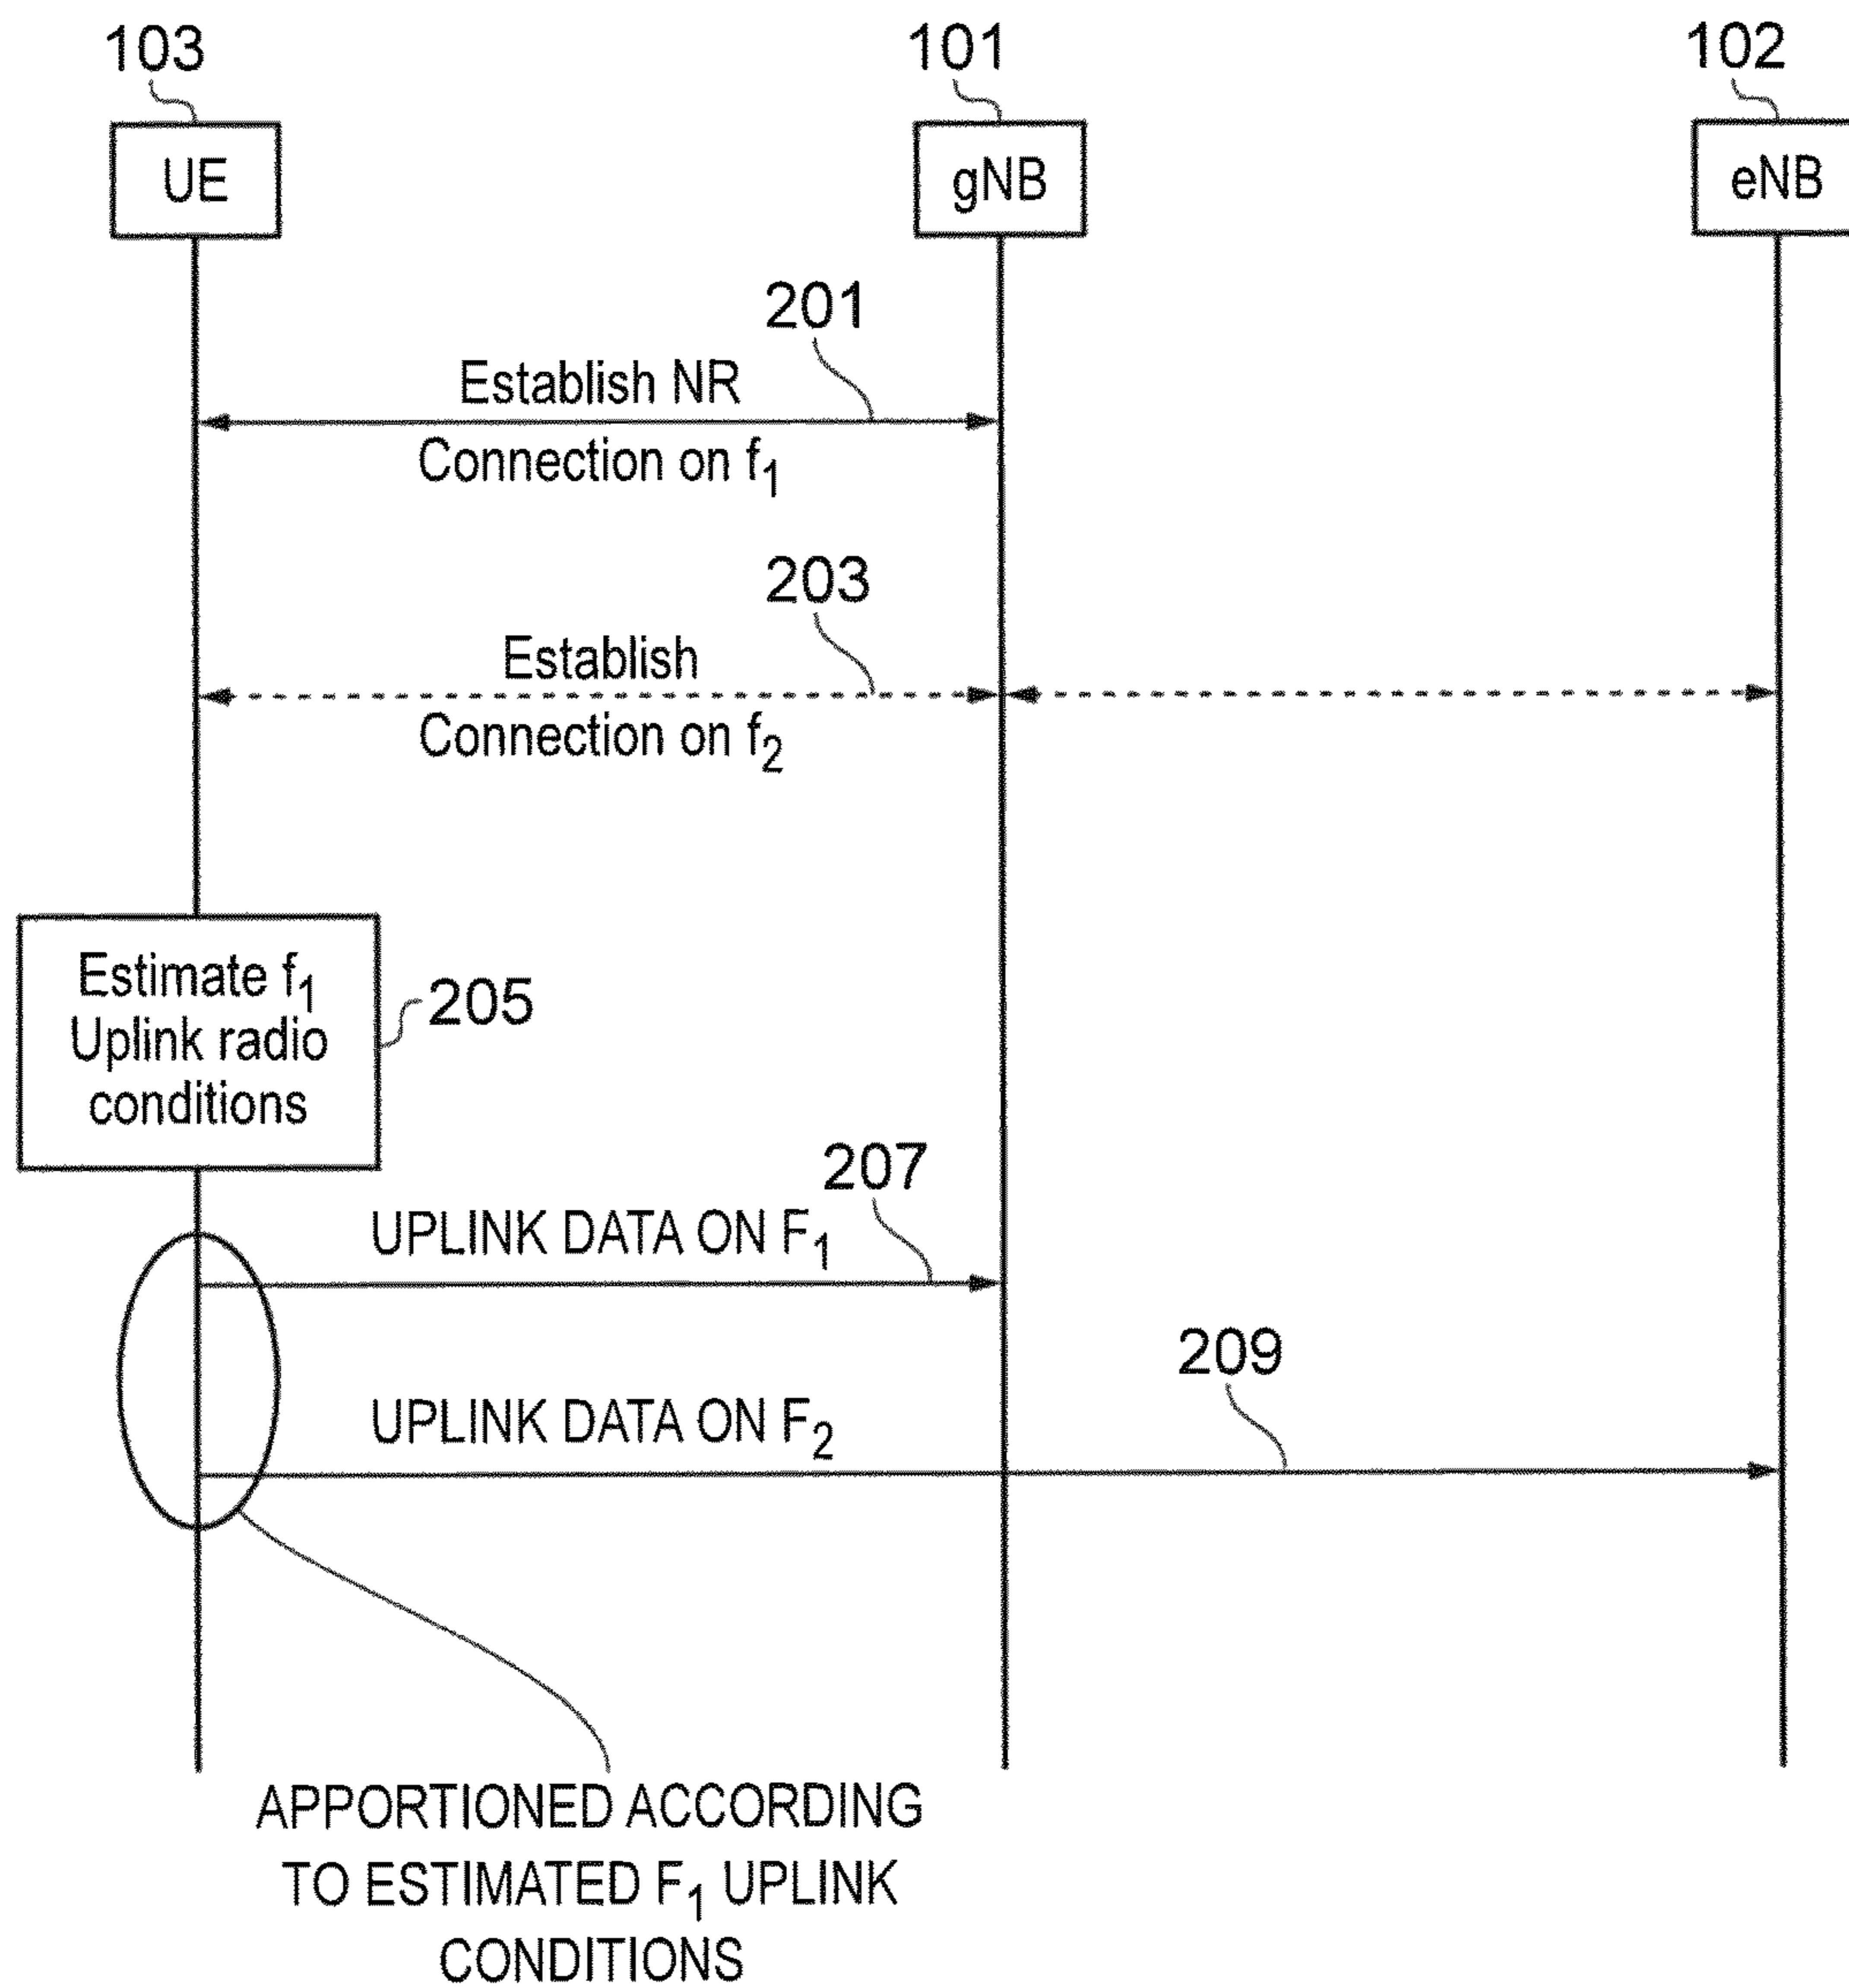 103
101
102
UE
gNB
eNB
201
Establish NR
Connection on f₁
203
Establish
Connection on f₂
Estimate f₁
Uplink radio
conditions
205
207
UPLINK DATA ON F₁
209
UPLINK DATA ON F₂
APPORTIONED ACCORDING
TO ESTIMATED F₁ UPLINK
CONDITIONS